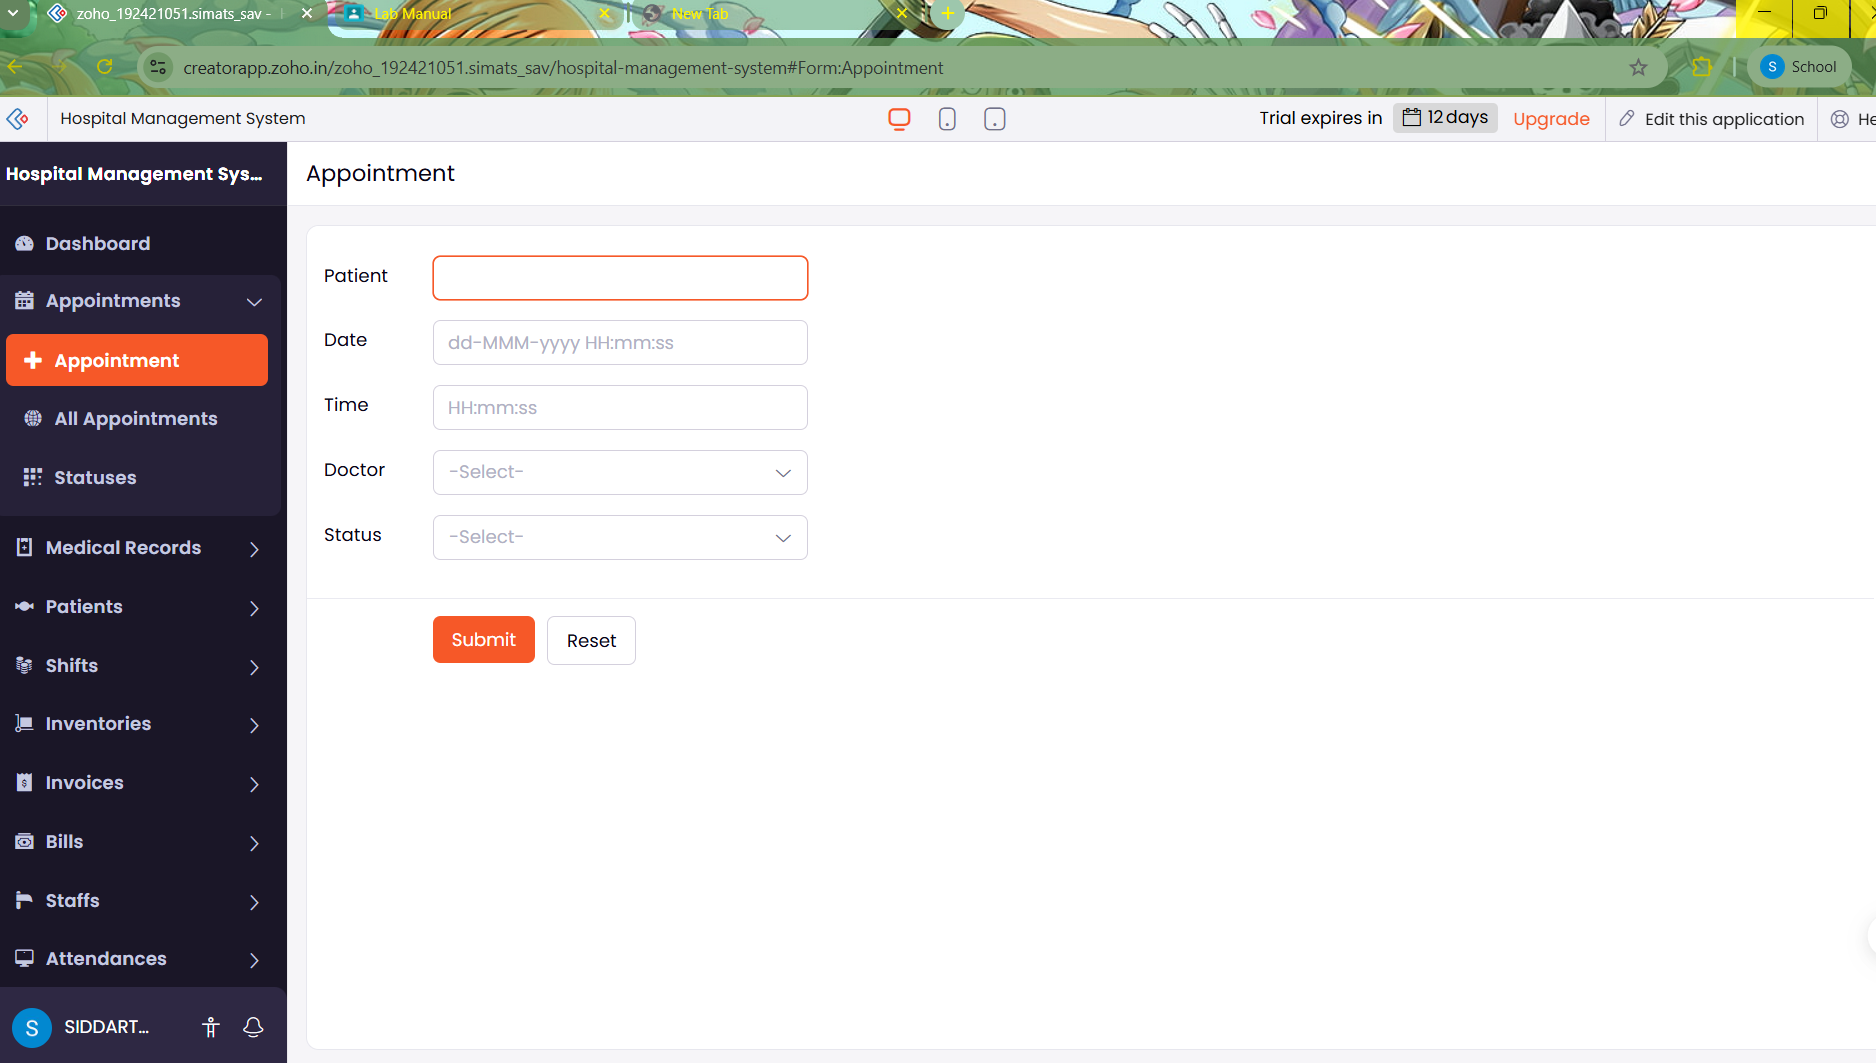 zoho_192421051.simats_sav -
Lab Manual
New Tab
creatorapp.zoho.in/zoho_192421051.simats_sav/hospital-management-system#Form:Appointment
S School
Hospital Management System
Trial expires in 12 days Upgrade Edit this application He
Hospital Management Sys...
Appointment
Dashboard
Appointments
Appointment
All Appointments
Statuses
Medical Records
Patients
Shifts
Inventories
Invoices
Bills
Staffs
Attendances
S SIDDART...
Patient
Date dd-MMM-yyyy HH:mm:ss
Time HH:mm:ss
Doctor -Select-
Status -Select-
Submit Reset